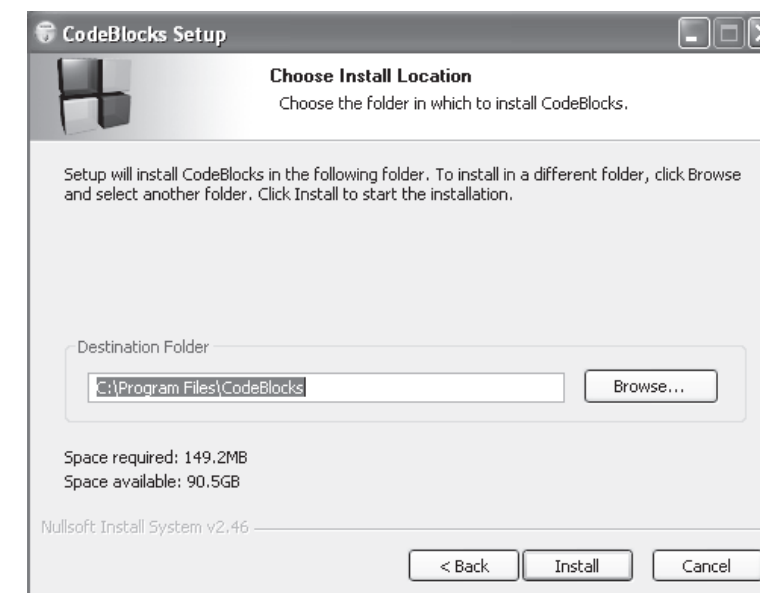 CodeBlocks Setup
Choose Install Location
Choose the folder in which to install CodeBlocks.
Setup will install CodeBlocks in the following folder. To install in a different folder, click Browse
and select another folder. Click Install to start the installation.
Destination Folder
C:\Program Files\CodeBlocks
Browse...
Space required: 149.2MB
Space available: 90.5GB
Nullsoft Install System v2.46
< Back
Install
Cancel